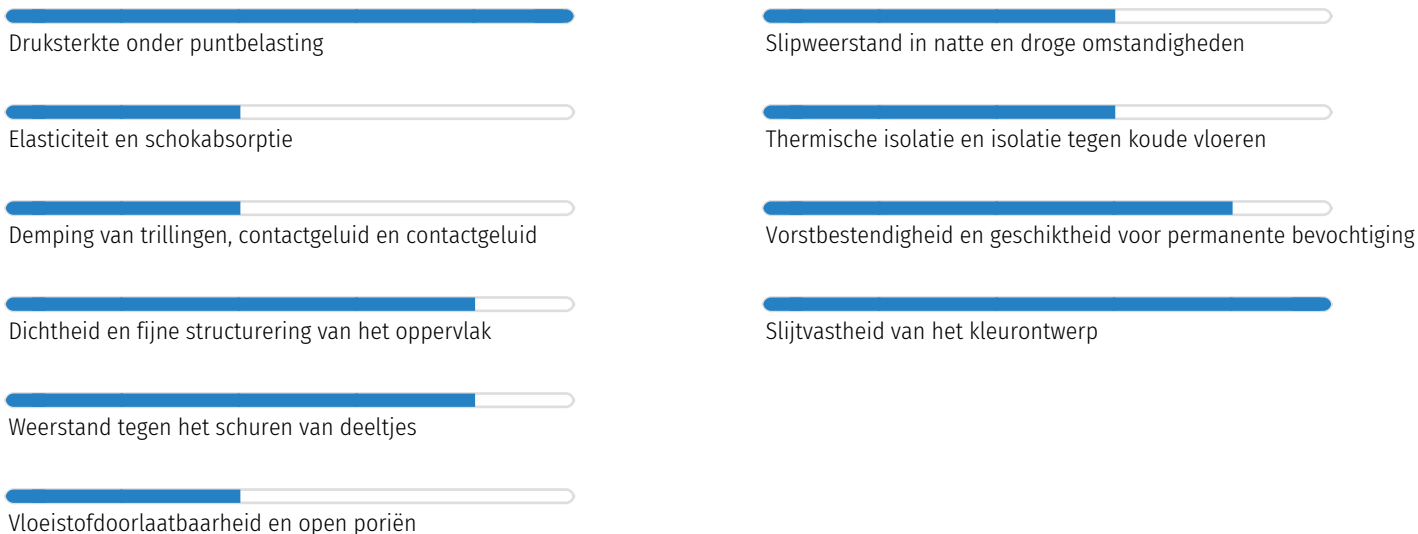 Druksterkte onder puntbelasting
Elasticiteit en schokabsorptie
Demping van trillingen, contactgeluid en contactgeluid
Dichtheid en fijne structurering van het oppervlak
Weerstand tegen het schuren van deeltjes
Vloeistofdoorlaatbaarheid en open poriën
Slipweerstand in natte en droge omstandigheden
Thermische isolatie en isolatie tegen koude vloeren
Vorstbestendigheid en geschiktheid voor permanente bevochtiging
Slijtvastheid van het kleurontwerp